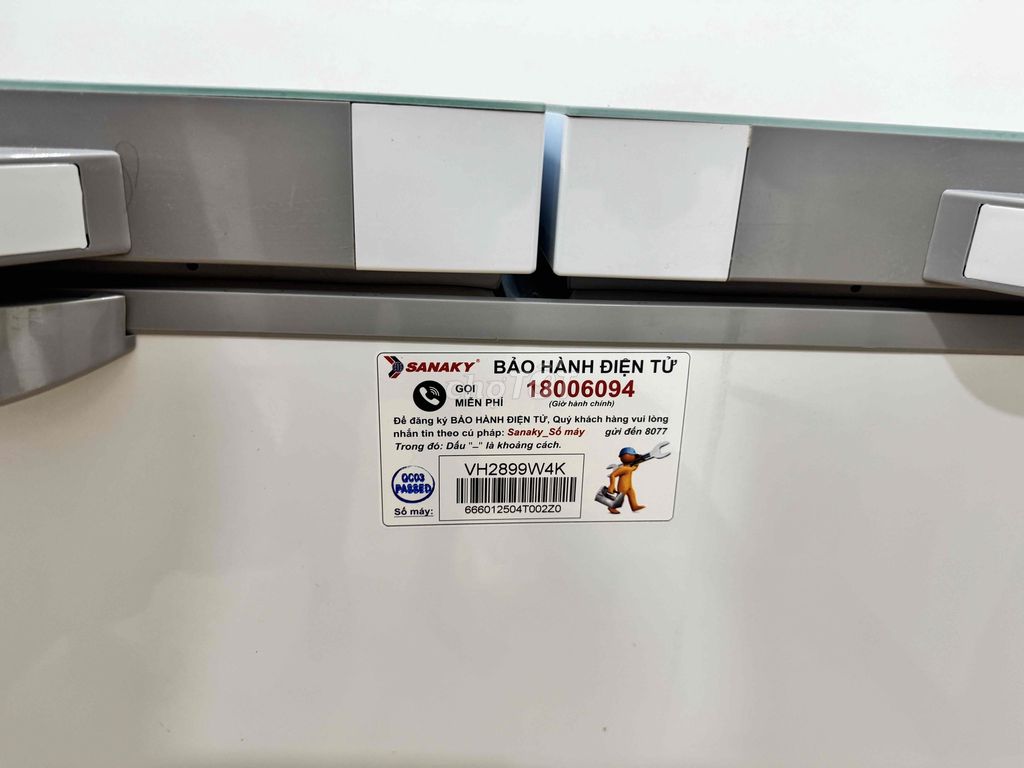 SANAKY® BẢO HÀNH ĐIỆN TỬ
GỌI
MIỄN PHÍ
18006094
(Giờ hành chính)
Để đăng ký BẢO HÀNH ĐIỆN TỬ, Quý khách hàng vui lòng
nhắn tin theo cú pháp: Sanaky_Số máy gửi đến 8077
Trong đó: Dấu "_" là khoảng cách.
QC03
PASSED
Số máy:
VH2899W4K
666012504T002Z0